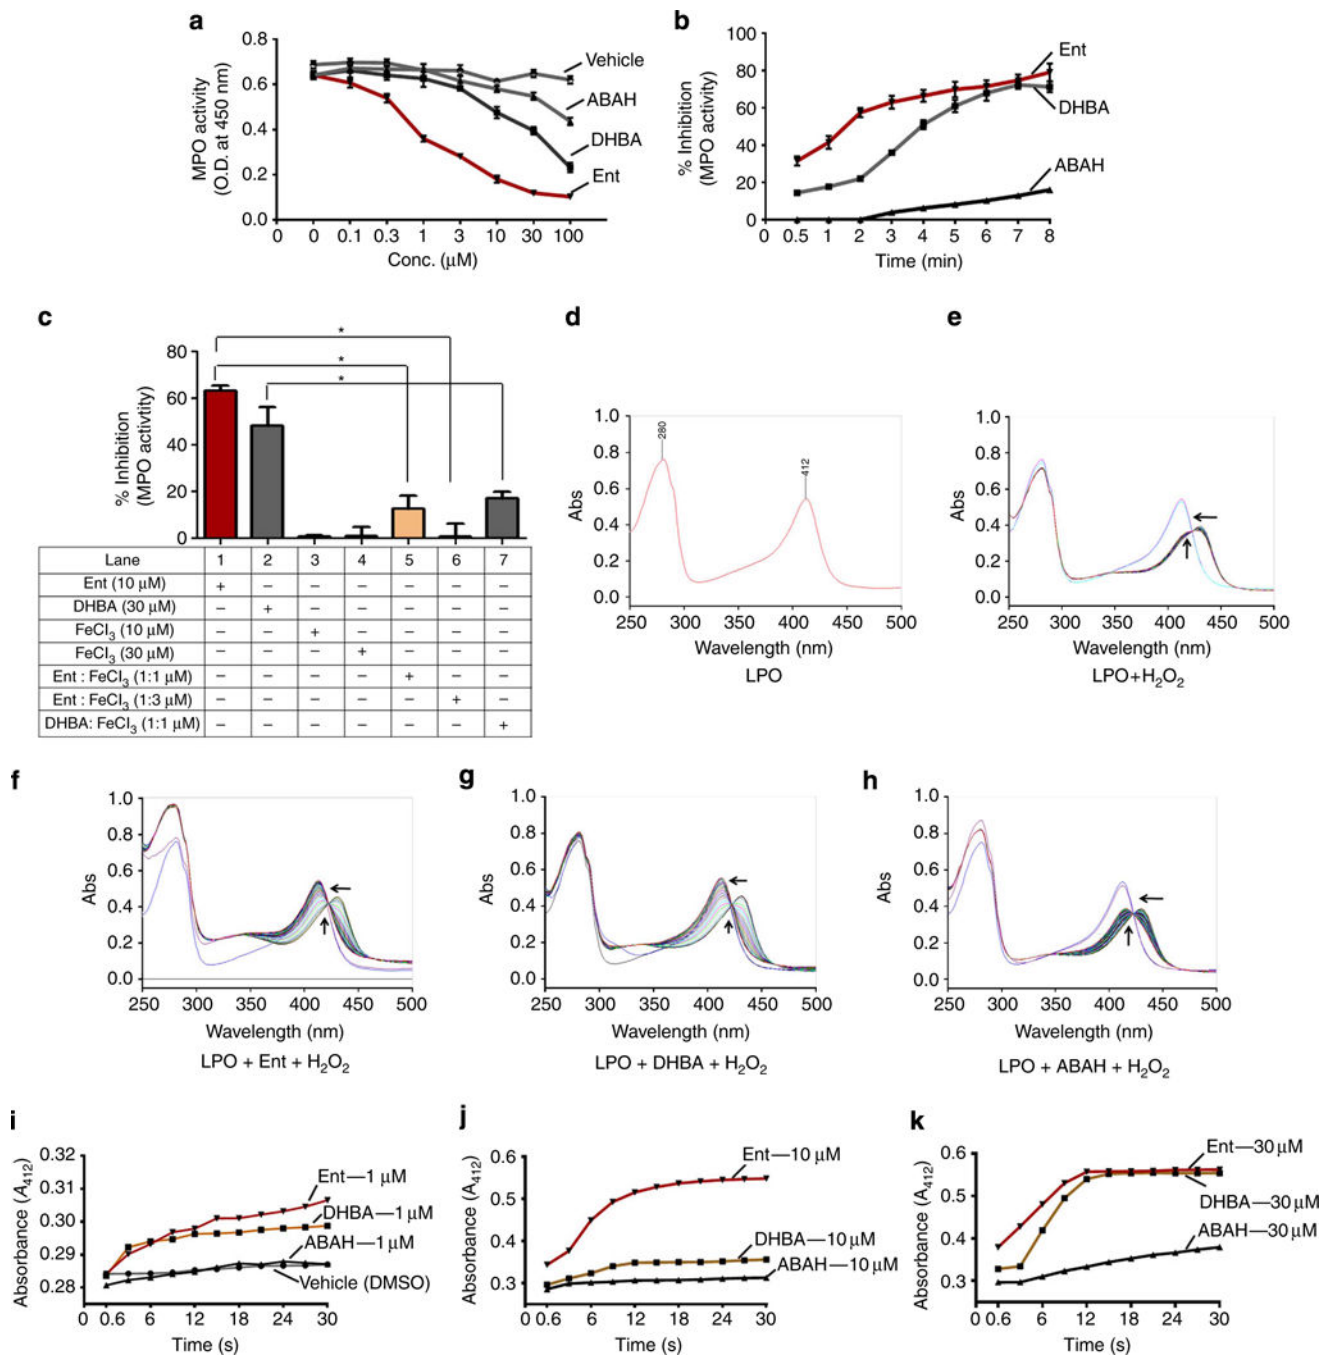 a
MPO activity
(O.D. at 450 nm)
0.8
0.6
0.4
0.2
0.0
0 0 0.1 0.3 1 3 10 30 100
Conc. (μM)
Vehicle
ABAH
DHBA
Ent
b
% Inhibition
(MPO activity)
100
80
60
40
20
0
0 0.5 1 2 3 4 5 6 7 8
Time (min)
Ent
DHBA
ABAH
c
% Inhibition
(MPO activtity)
80
60
40
20
0
*
*
*
Lane 1 2 3 4 5 6 7
Ent (10 μM) + – – – – – –
DHBA (30 μM) – + – – – – –
FeCl3 (10 μM) – – + – – – –
FeCl3 (30 μM) – – – + – – –
Ent : FeCl3 (1:1 μM) – – – – + – –
Ent : FeCl3 (1:3 μM) – – – – – + –
DHBA: FeCl3 (1:1 μM) – – – – – – +
d
Abs
1.0
0.8
0.6
0.4
0.2
0.0
280
412
250 300 350 400 450 500
Wavelength (nm)
LPO
e
Abs
1.0
0.8
0.6
0.4
0.2
0.0
250 300 350 400 450 500
Wavelength (nm)
LPO+H2O2
f
Abs
1.0
0.8
0.6
0.4
0.2
0.0
250 300 350 400 450 500
Wavelength (nm)
LPO + Ent + H2O2
g
Abs
1.0
0.8
0.6
0.4
0.2
0.0
250 300 350 400 450 500
Wavelength (nm)
LPO + DHBA + H2O2
h
Abs
1.0
0.8
0.6
0.4
0.2
0.0
250 300 350 400 450 500
Wavelength (nm)
LPO + ABAH + H2O2
i
Absorbance (A412)
0.32
0.31
0.30
0.29
0.28
0 0.6 6 12 18 24 30
Time (s)
Ent—1 μM
DHBA—1 μM
ABAH—1 μM
Vehicle (DMSO)
j
Absorbance (A412)
0.6
0.5
0.4
0.3
0 0.6 6 12 18 24 30
Time (s)
Ent—10 μM
DHBA—10 μM
ABAH—10 μM
k
Absorbance (A412)
0.6
0.5
0.4
0.3
0 0.6 6 12 18 24 30
Time (s)
Ent—30 μM
DHBA—30 μM
ABAH—30 μM